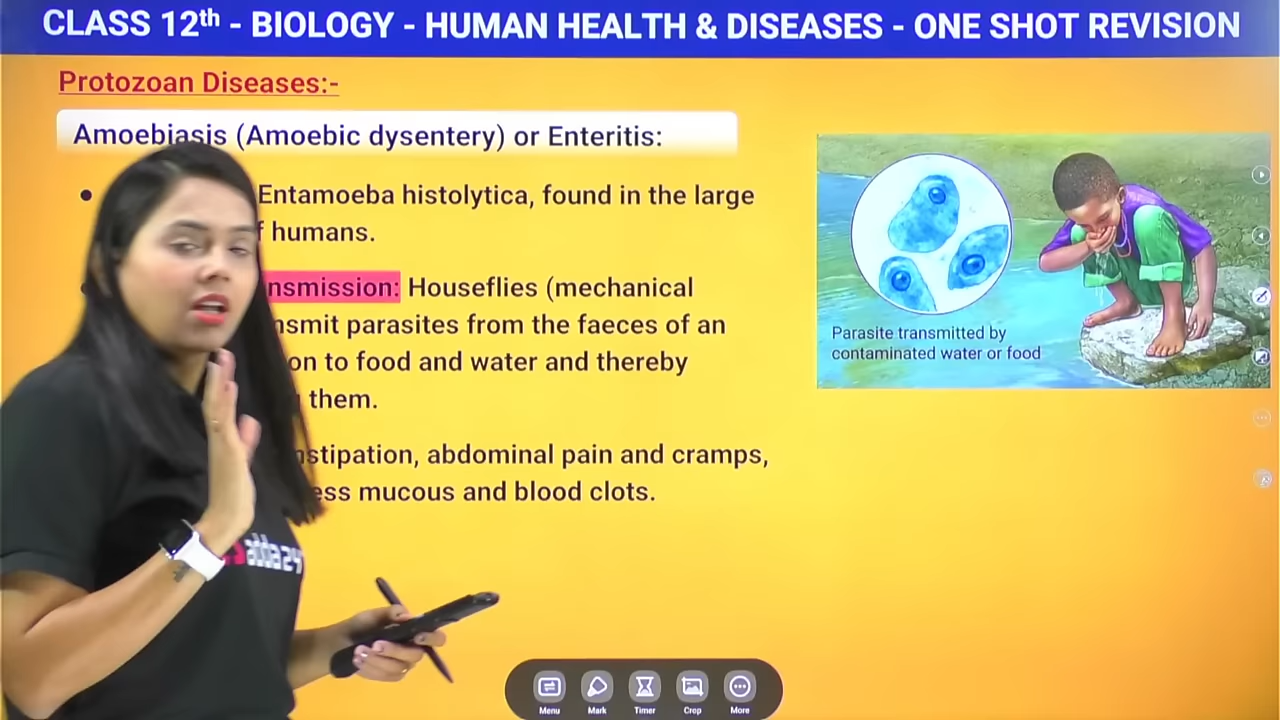 CLASS 12th - BIOLOGY - HUMAN HEALTH & DISEASES - ONE SHOT REVISION
Protozoan Diseases:-
Amoebiasis (Amoebic dysentery) or Enteritis:
Entamoeba histolytica, found in the large
f humans.
nsmission: Houseflies (mechanical
nsmit parasites from the faeces of an
on to food and water and thereby
them.
nstipation, abdominal pain and cramps,
ess mucous and blood clots.
Parasite transmitted by
contaminated water or food
adda247
Menu Mark Timer Crop More